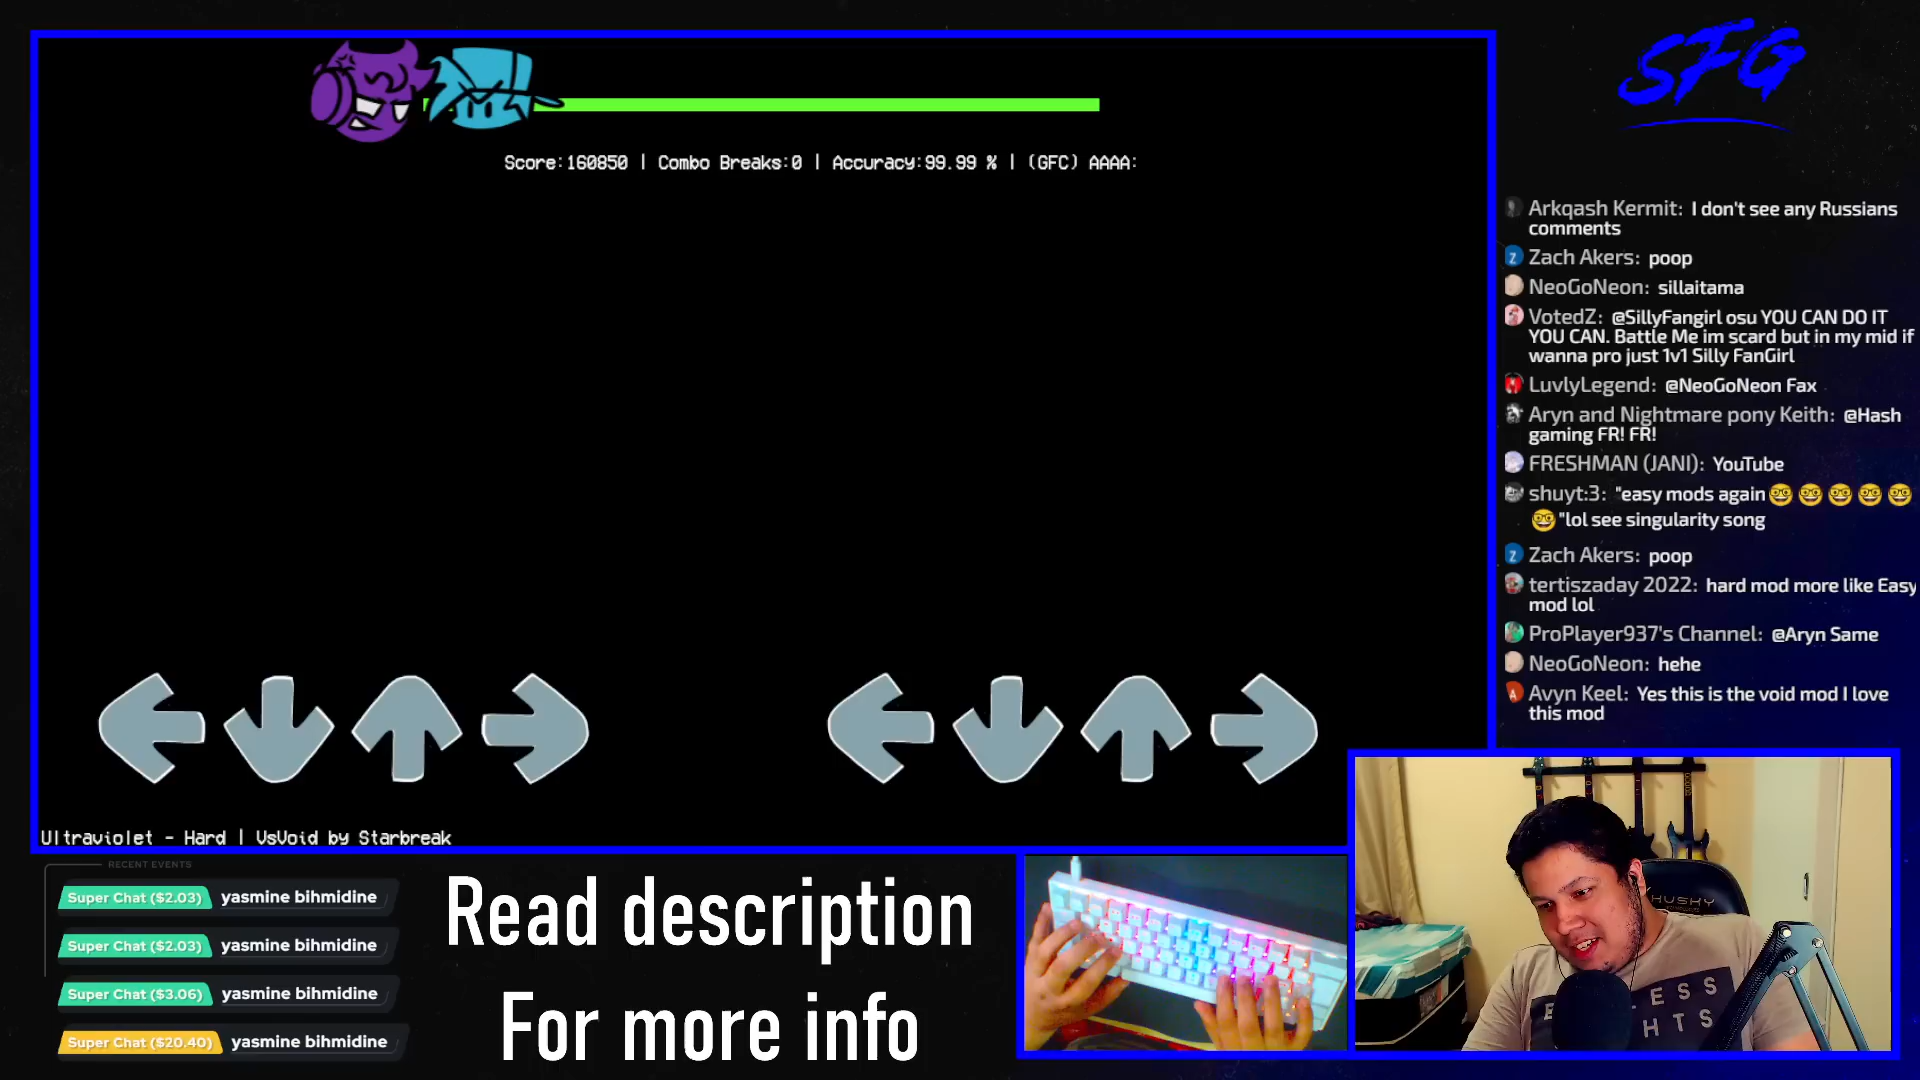 SFG
Score:160850 | Combo Breaks:0 | Accuracy:99.99 % | (GFC) AAAA:
Arkqash Kermit: I don't see any Russians
comments
Zach Akers: poop
NeoGoNeon: sillaitama
VotedZ: @SillyFangirl osu YOU CAN DO IT
YOU CAN. Battle Me im scard but in my mid if
wanna pro just 1v1 Silly FanGirl
LuvlyLegend: @NeoGoNeon Fax
Aryn and Nightmare pony Keith: @Hash
gaming FR! FR!
FRESHMAN (JANI): YouTube
shuyt:3: "easy mods again 🤓 🤓 🤓 🤓 🤓
🤓 "lol see singularity song
Zach Akers: poop
tertiszaday 2022: hard mod more like Easy
mod lol
ProPlayer937's Channel: @Aryn Same
NeoGoNeon: hehe
Avyn Keel: Yes this is the void mod I love
this mod
Ultraviolet - Hard | VsVoid by Starbreak
RECENT EVENTS
Super Chat ($2.03) yasmine bihmidine
Super Chat ($2.03) yasmine bihmidine
Super Chat ($3.06) yasmine bihmidine
Super Chat ($20.40) yasmine bihmidine
Read description
For more info
HUSKY